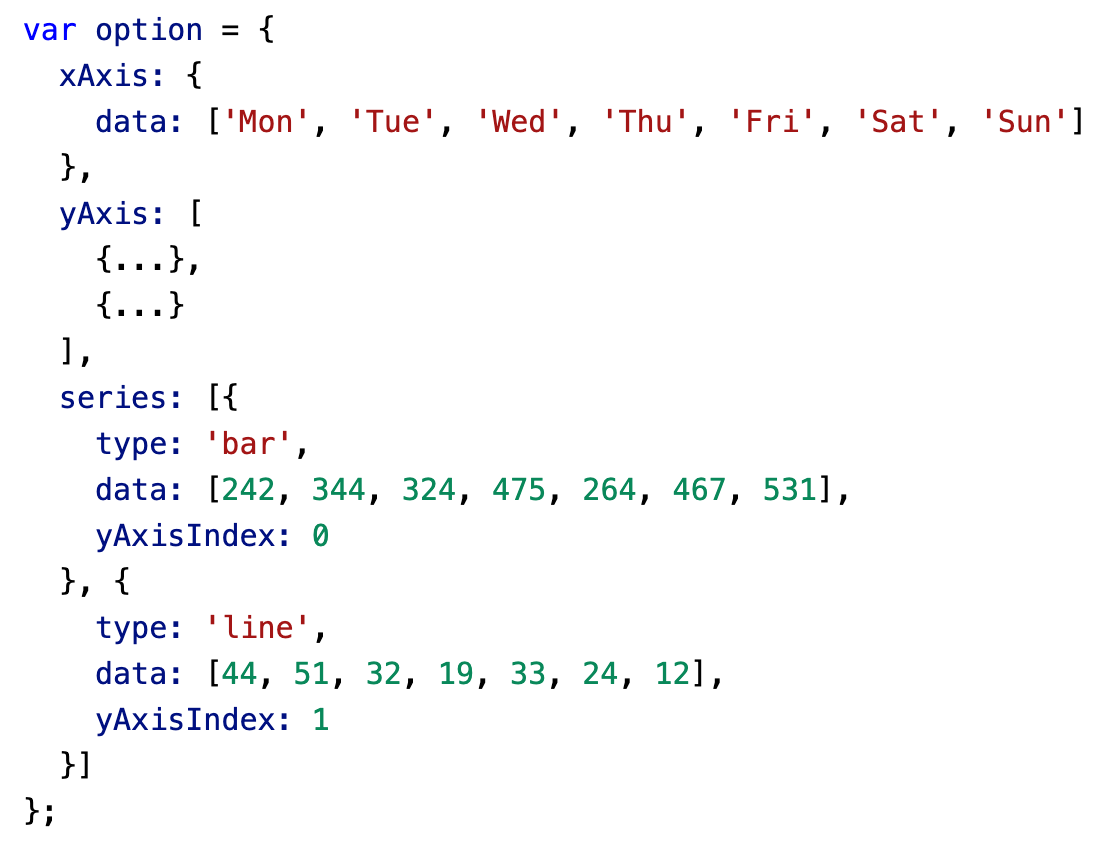 var option = {
  xAxis: {
    data: ['Mon', 'Tue', 'Wed', 'Thu', 'Fri', 'Sat', 'Sun']
  },
  yAxis: [
    {...},
    {...}
  ],
  series: [{
    type: 'bar',
    data: [242, 344, 324, 475, 264, 467, 531],
    yAxisIndex: 0
  }, {
    type: 'line',
    data: [44, 51, 32, 19, 33, 24, 12],
    yAxisIndex: 1
  }]
};